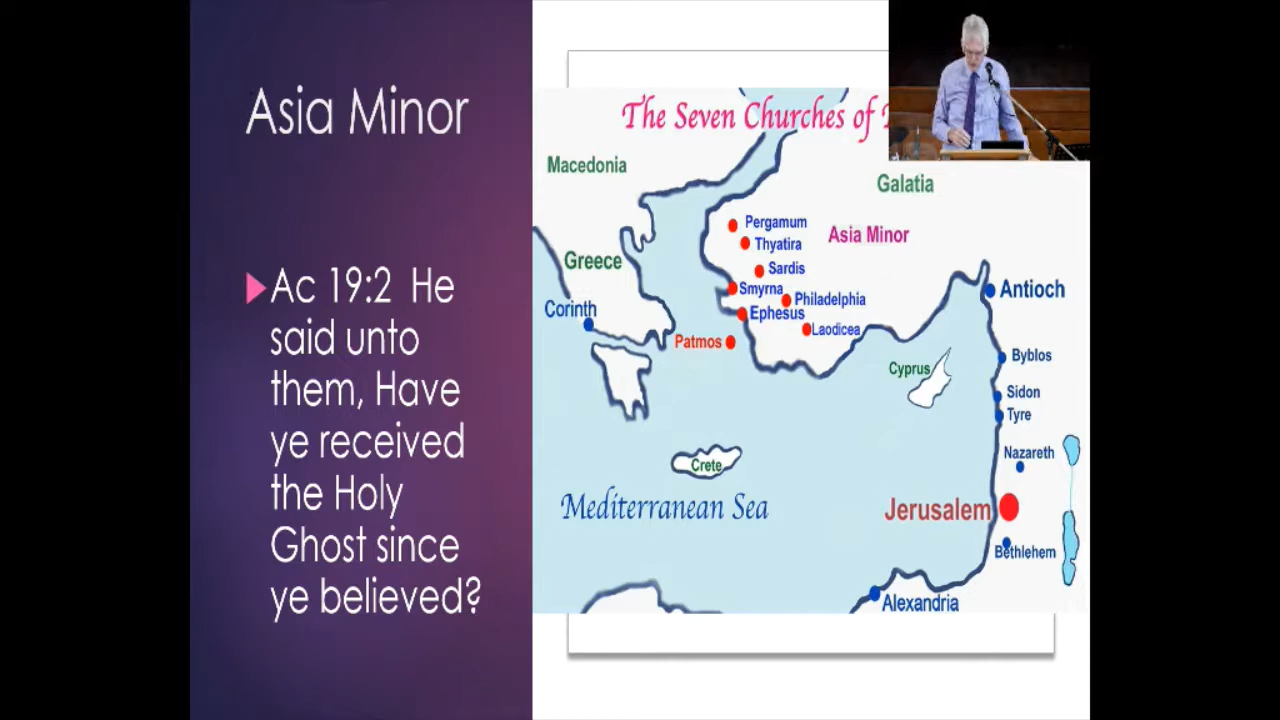 Asia Minor
Ac 19:2 He
said unto
them, Have
ye received
the Holy
Ghost since
ye believed?
The Seven Churches of
Macedonia
Galatia
Pergamum
Asia Minor
Thyatira
Greece
Sardis
Smyrna
Philadelphia
Antioch
Corinth
Ephesus
Laodicea
Patmos
Byblos
Cyprus
Sidon
Tyre
Nazareth
Crete
Mediterranean Sea
Jerusalem
Bethlehem
Alexandria